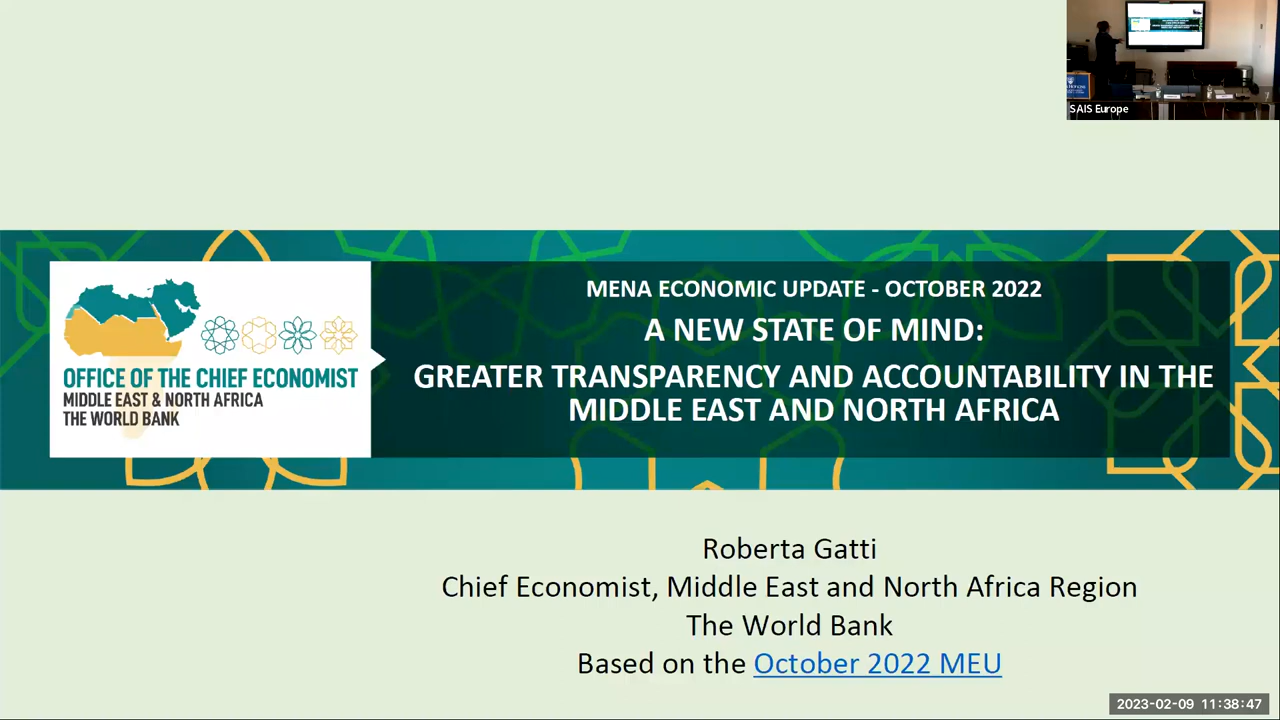 SAIS Europe
MENA ECONOMIC UPDATE - OCTOBER 2022
A NEW STATE OF MIND:
GREATER TRANSPARENCY AND ACCOUNTABILITY IN THE
MIDDLE EAST AND NORTH AFRICA
OFFICE OF THE CHIEF ECONOMIST
MIDDLE EAST & NORTH AFRICA
THE WORLD BANK
Roberta Gatti
Chief Economist, Middle East and North Africa Region
The World Bank
Based on the October 2022 MEU
2023-02-09 11:38:47